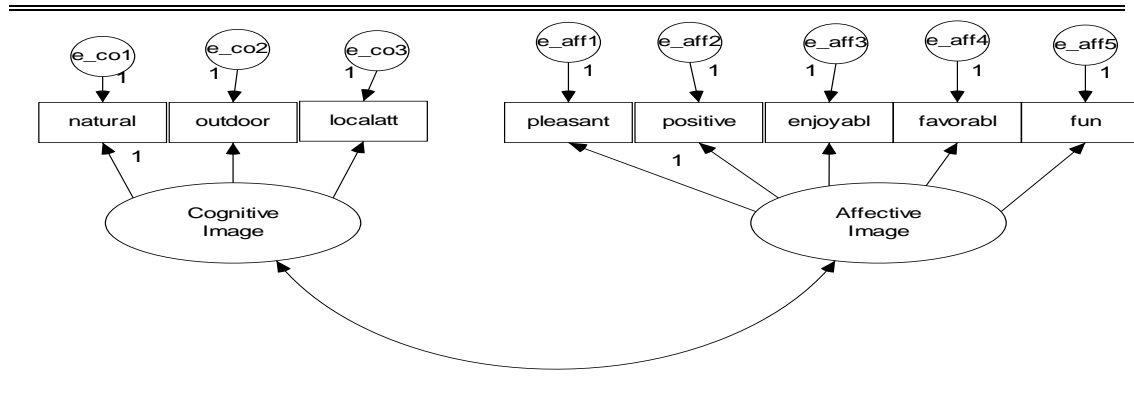 e_co1
e_co2
e_co3
e_aff1
e_aff2
e_aff3
e_aff4
e_aff5
1
1
1
1
1
1
1
1
natural
outdoor
localatt
pleasant
positive
enjoyabl
favorabl
fun
1
1
Cognitive
Image
Affective
Image